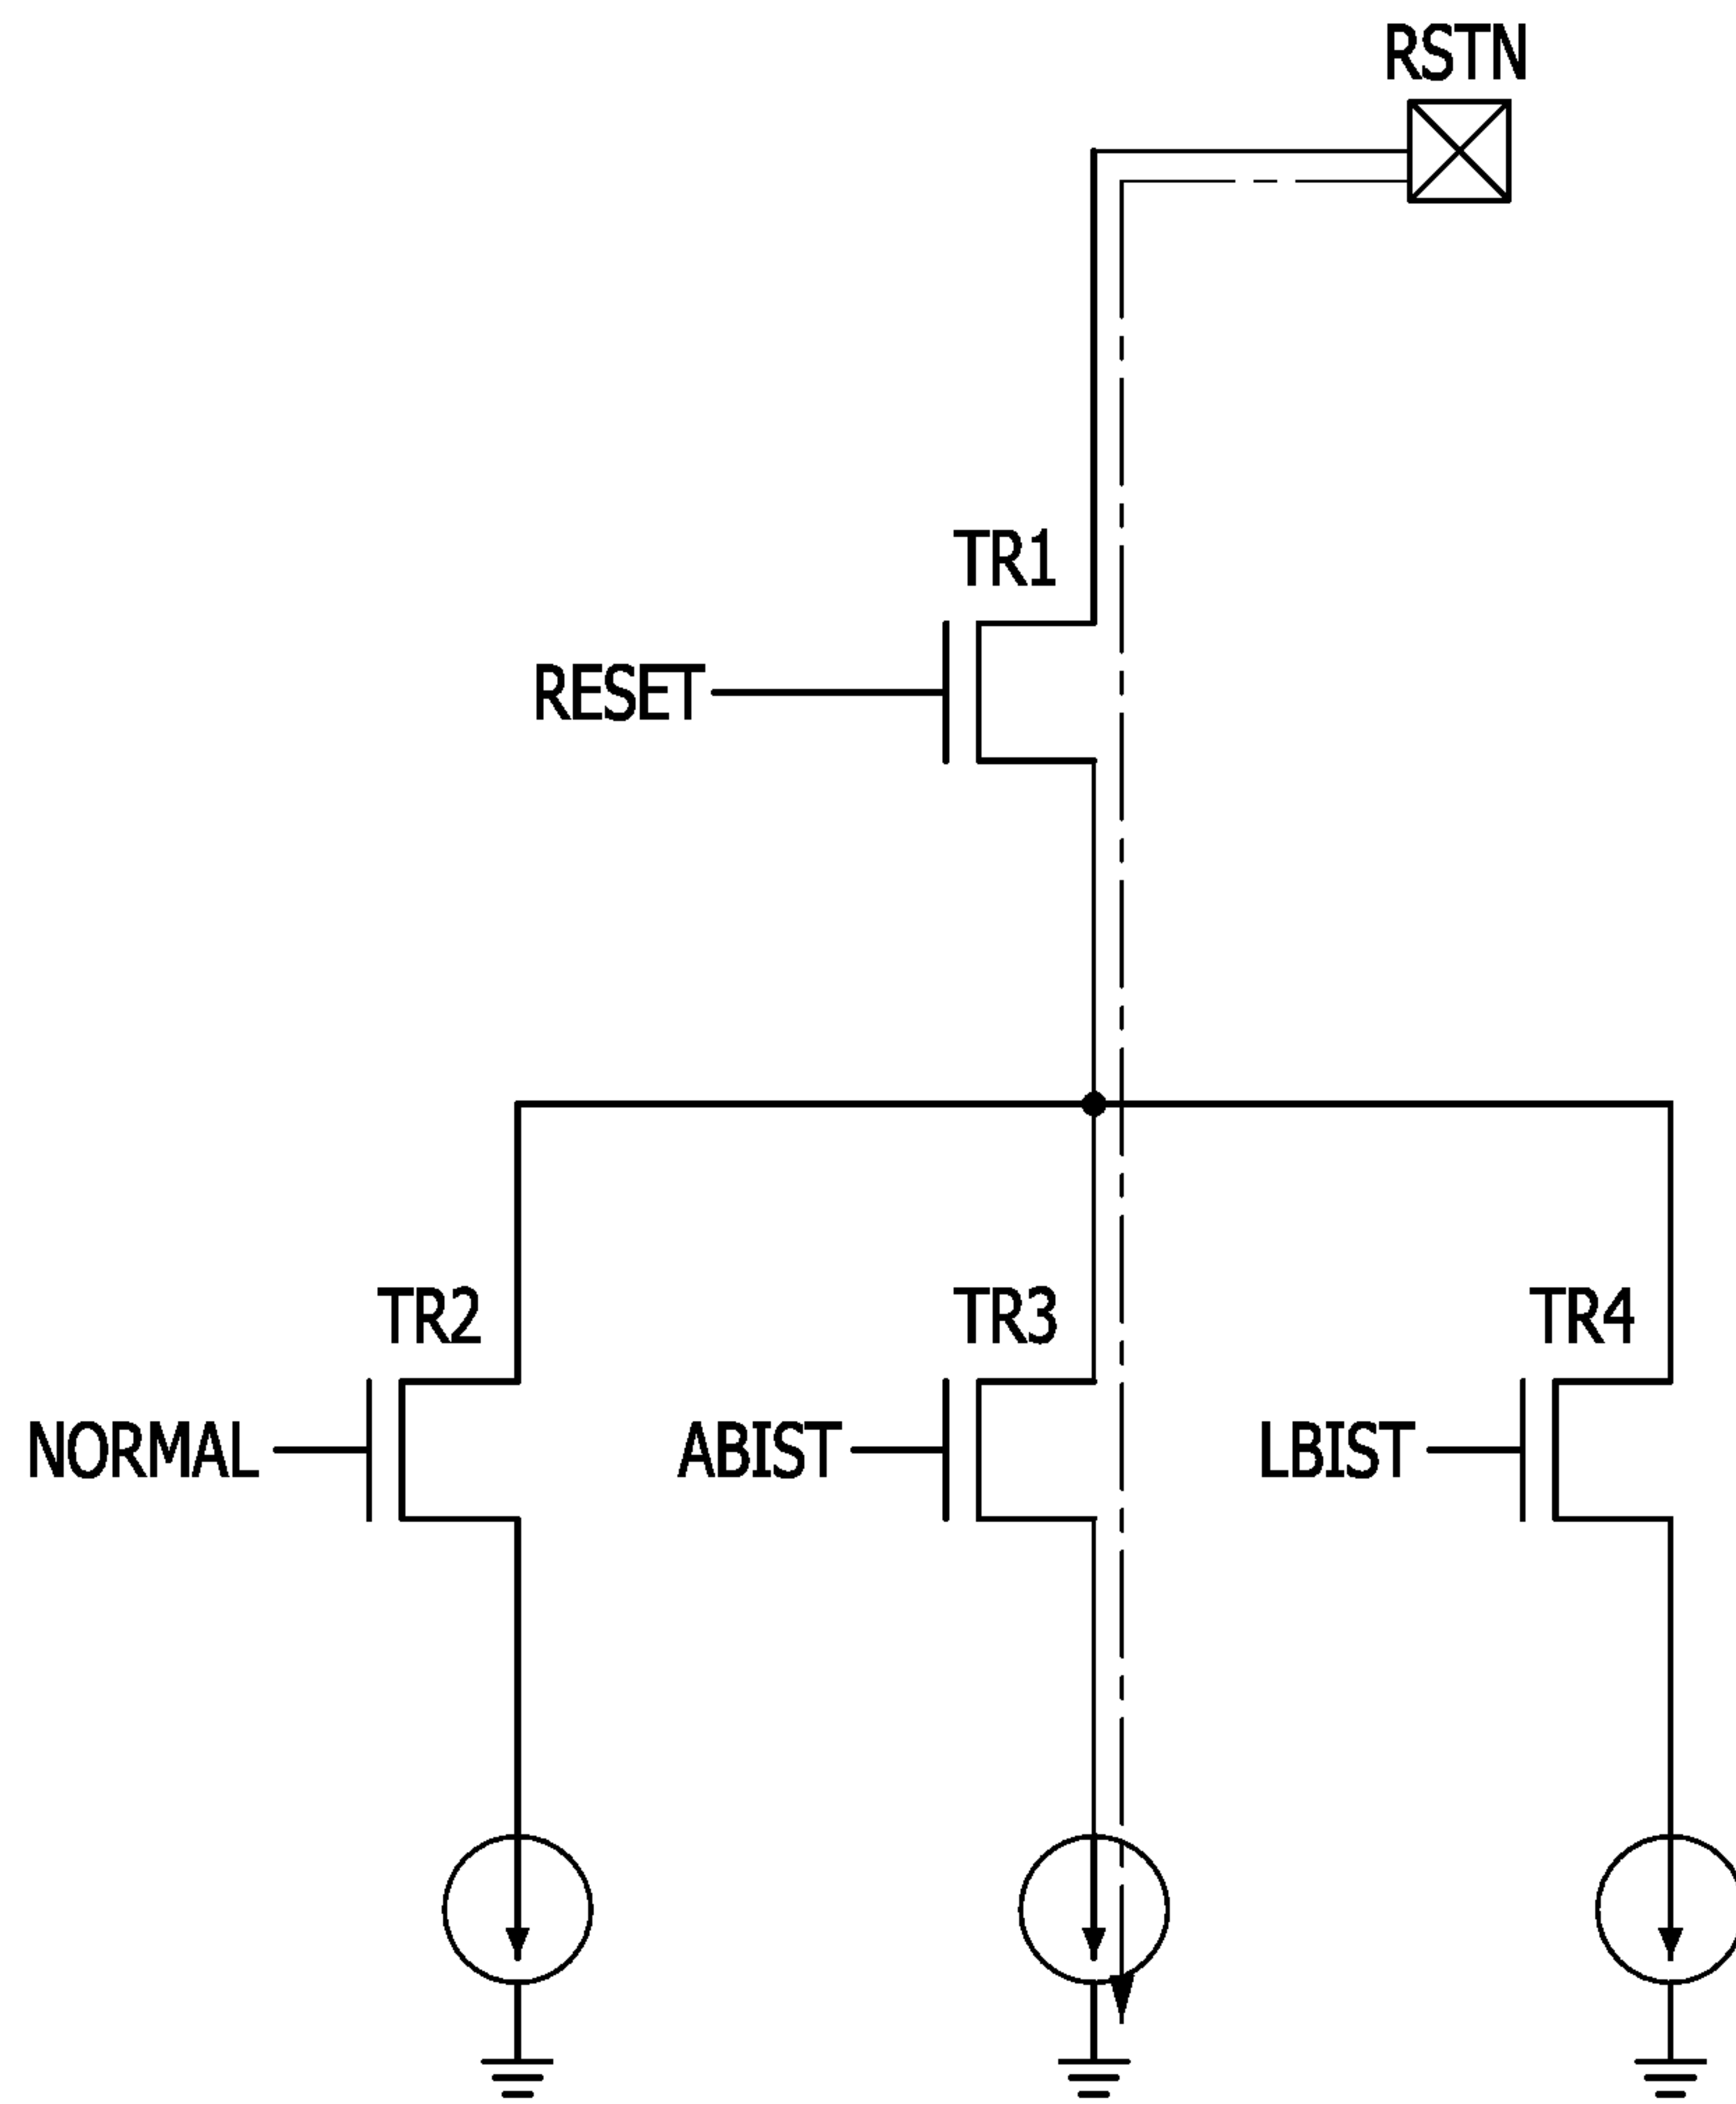 RSTN
TR1
RESET
TR2
TR3
TR4
NORMAL
ABIST
LBIST